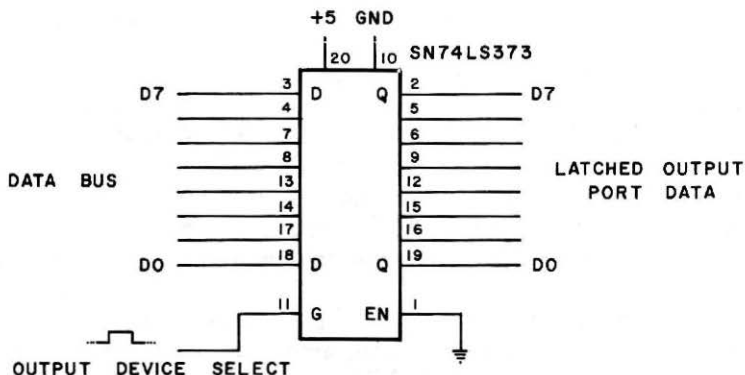 +5 GND
20 10 SN74LS373
D7 3 D Q 2 D7
4 5
7 6
8 9
DATA BUS 13 12 LATCHED OUTPUT
14 15 PORT DATA
17 16
D0 18 D Q 19 D0
11 G EN 1
OUTPUT DEVICE SELECT